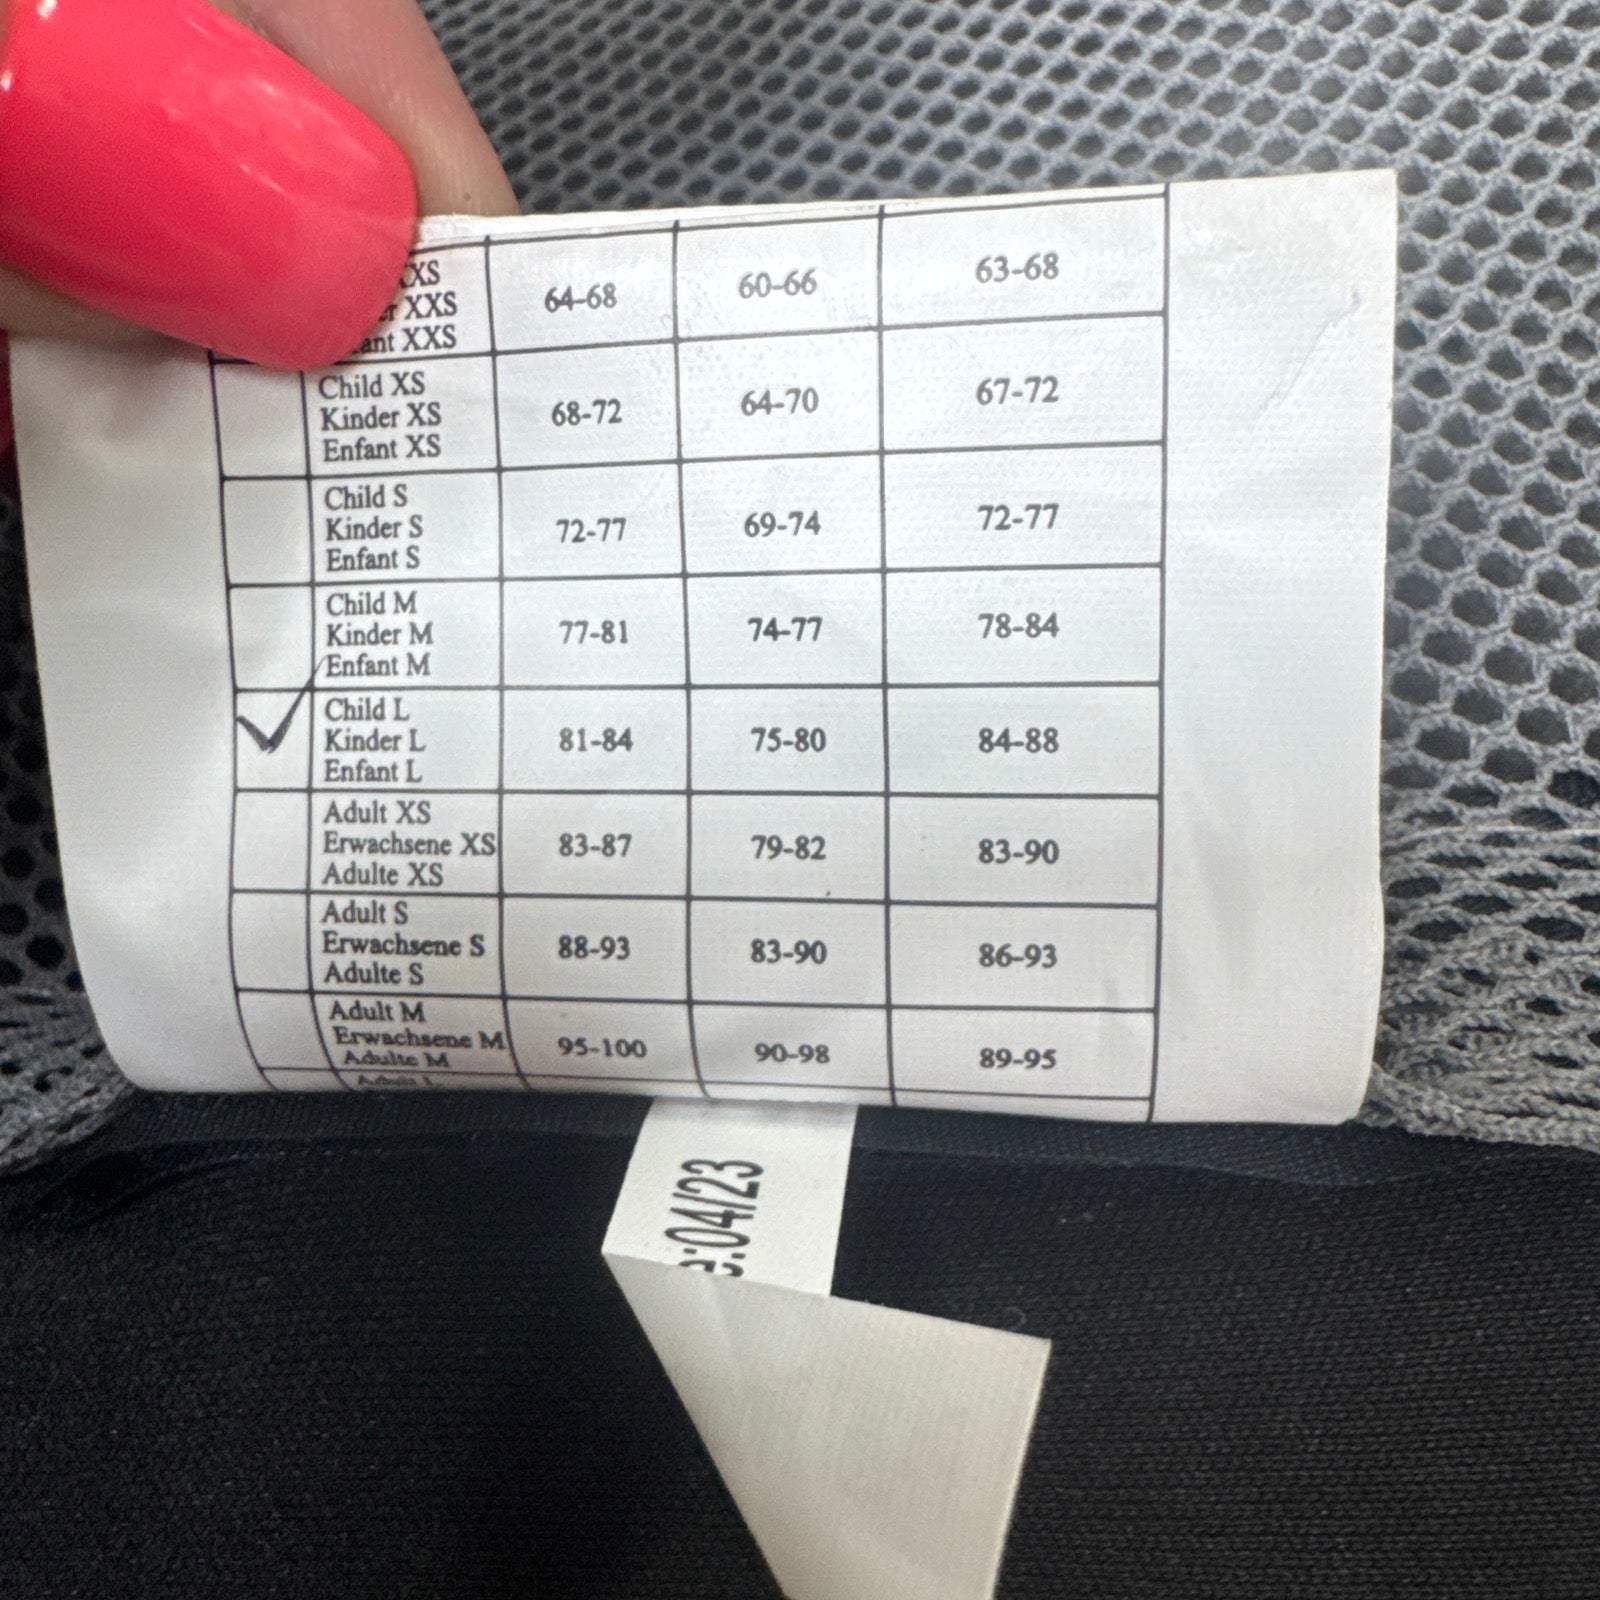 XXS
XXS 64-68 60-66 63-68
XXS
Child XS
Kinder XS 68-72 64-70 67-72
Enfant XS
Child S
Kinder S 72-77 69-74 72-77
Enfant S
Child M
Kinder M 77-81 74-77 78-84
Enfant M
Child L
Kinder L 81-84 75-80 84-88
Enfant L
Adult XS
Erwachsene XS 83-87 79-82 83-90
Adulte XS
Adult S
Erwachsene S 88-93 83-90 86-93
Adulte S
Adult M
Erwachsene M 95-100 90-98 89-95
Adulte M
:04/23